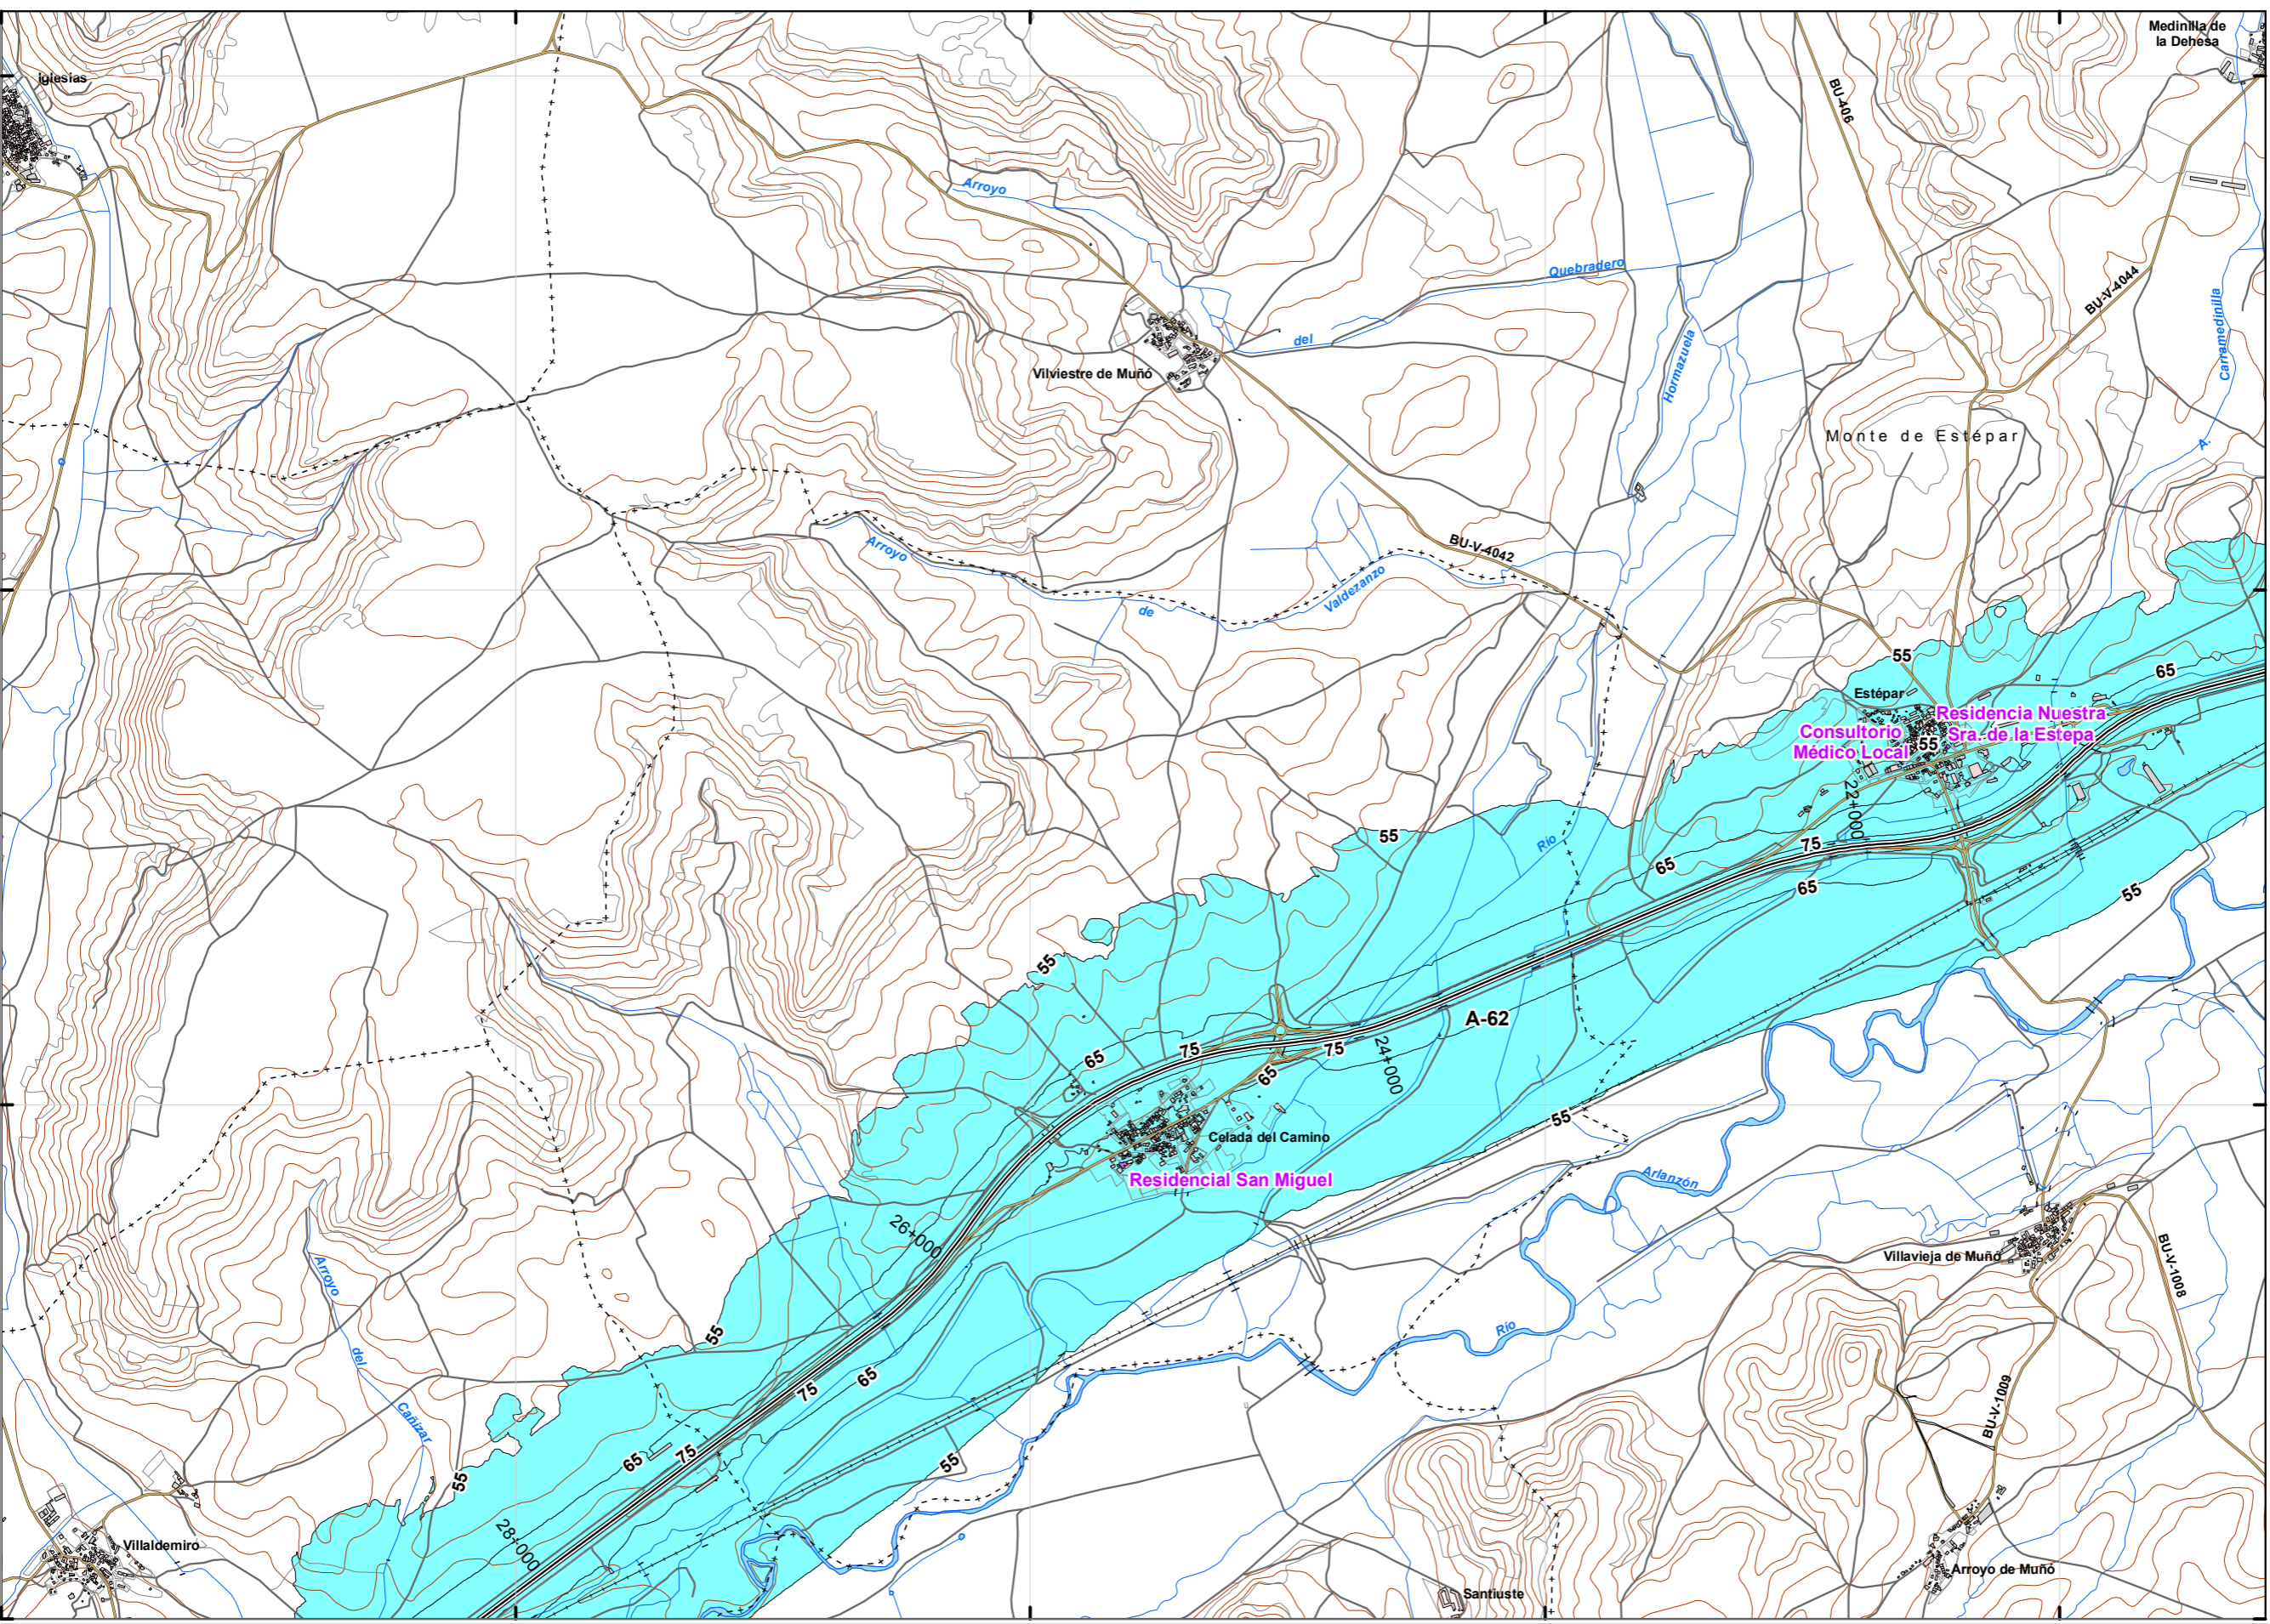 Medinilla de
la Dehesa
Iglesias
BU-406
Arroyo
Quebradero
BU-V-4044
Carramedinilla
del
Hormazuela
Vilviestre de Muñó
Monte de Estépar
A.
o
Arroyo
BU-V-4042
Valdezanzo
de
55
65
Estépar
Residencia Nuestra
Sra. de la Estepa
Consultorio
Médico Local
55
22+000
55
75
Río
65
65
55
55
A-62
75
75
65
24+000
65
55
Celada del Camino
Residencial San Miguel
Arlanzón
26+000
Villavieja de Muñó
BU-V-1008
Arroyo
Río
55
del
65
75
Cañizar
BU-V-1009
75
65
55
55
28+000
Villaldemiro
Arroyo de Muñó
Santiuste